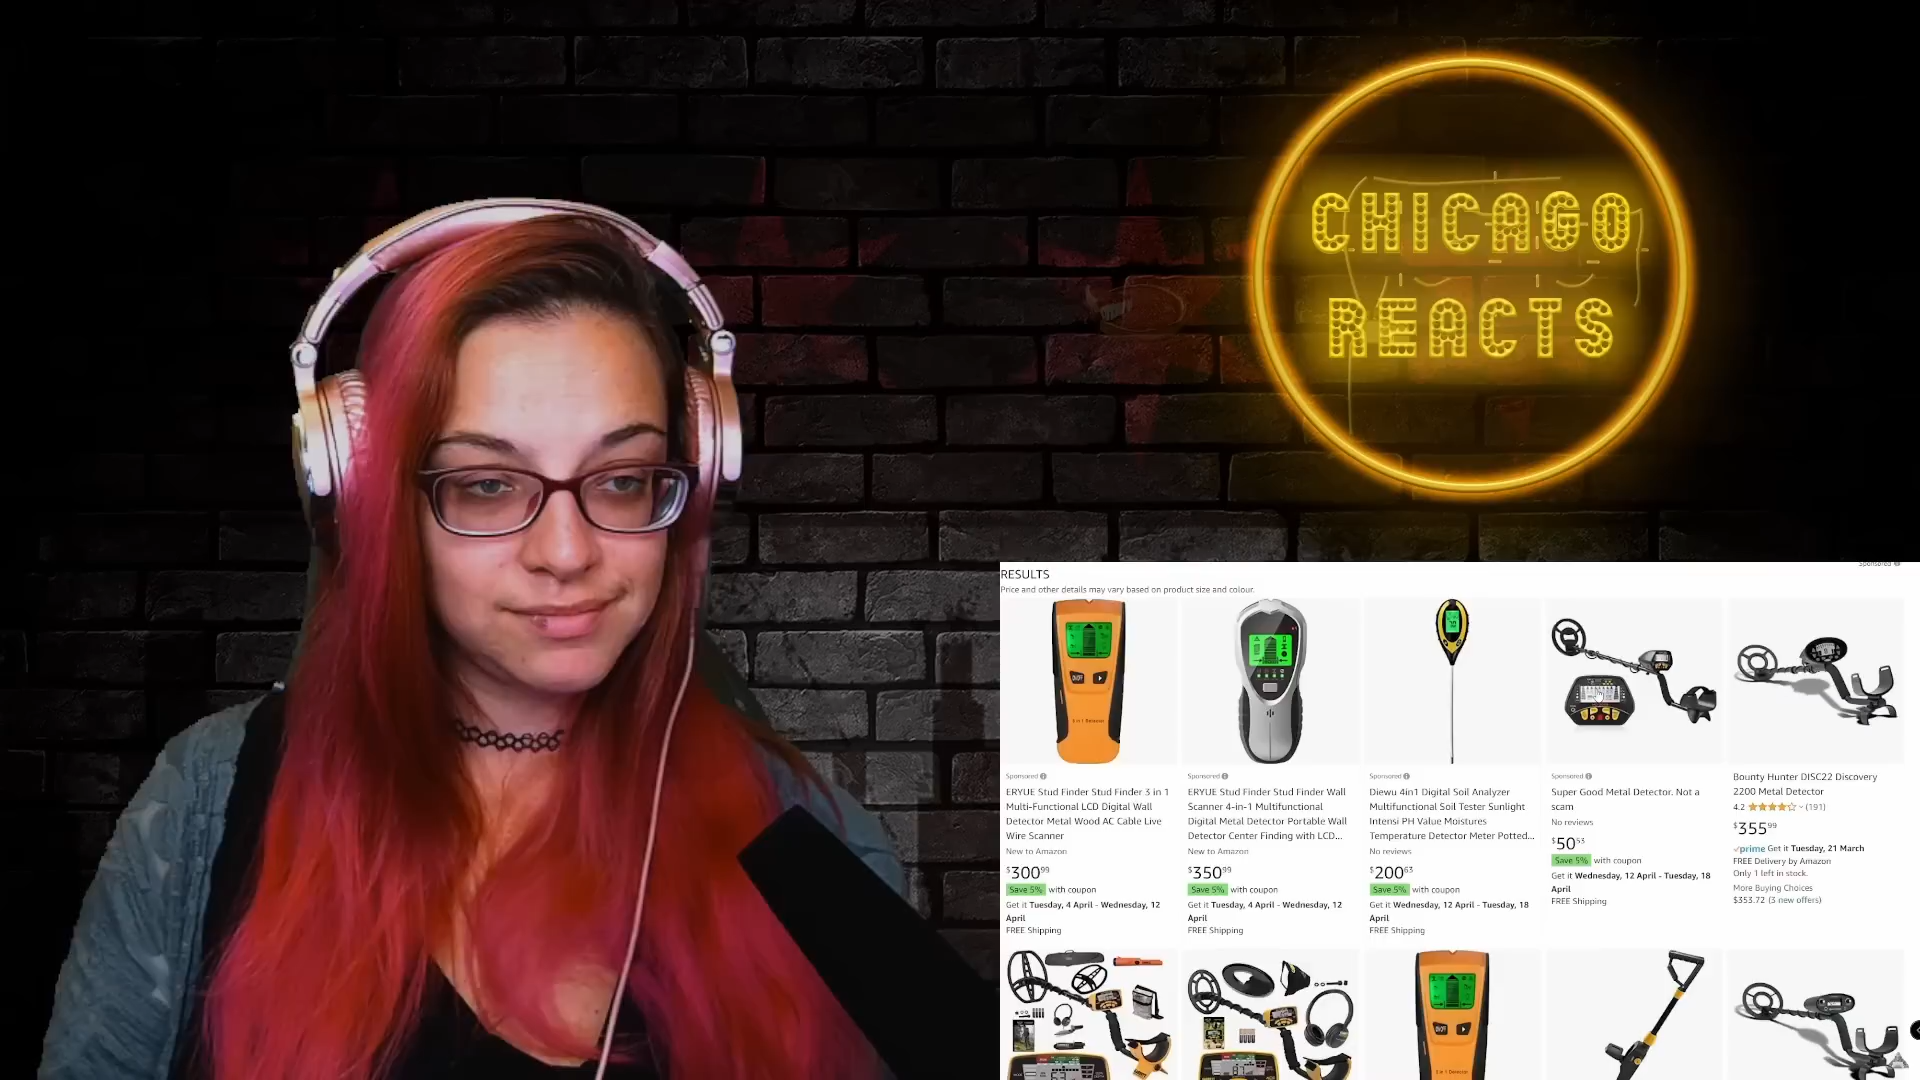 CHICAGO
REACTS
Sponsored
RESULTS
Price and other details may vary based on product size and colour.
Sponsored
ERYUE Stud Finder Stud Finder 3 in 1
Multi-Functional LCD Digital Wall
Detector Metal Wood AC Cable Live
Wire Scanner
New to Amazon
$300.99
Save 5% with coupon
Get it Tuesday, 4 April - Wednesday, 12
April
FREE Shipping
Sponsored
ERYUE Stud Finder Stud Finder Wall
Scanner 4-in-1 Multifunctional
Digital Metal Detector Portable Wall
Detector Center Finding with LCD...
New to Amazon
$350.99
Save 5% with coupon
Get it Tuesday, 4 April - Wednesday, 12
April
FREE Shipping
Sponsored
Diewu 4in1 Digital Soil Analyzer
Multifunctional Soil Tester Sunlight
Intensi PH Value Moistures
Temperature Detector Meter Potted...
No reviews
$200.63
Save 5% with coupon
Get it Wednesday, 12 April - Tuesday, 18
April
FREE Shipping
Sponsored
Super Good Metal Detector. Not a
scam
No reviews
$50.53
Save 5% with coupon
Get it Wednesday, 12 April - Tuesday, 18
April
FREE Shipping
Bounty Hunter DISC22 Discovery
2200 Metal Detector
4.2 (191)
$355.99
prime Get it Tuesday, 21 March
FREE Delivery by Amazon
Only 1 left in stock.
More Buying Choices
$353.72 (3 new offers)